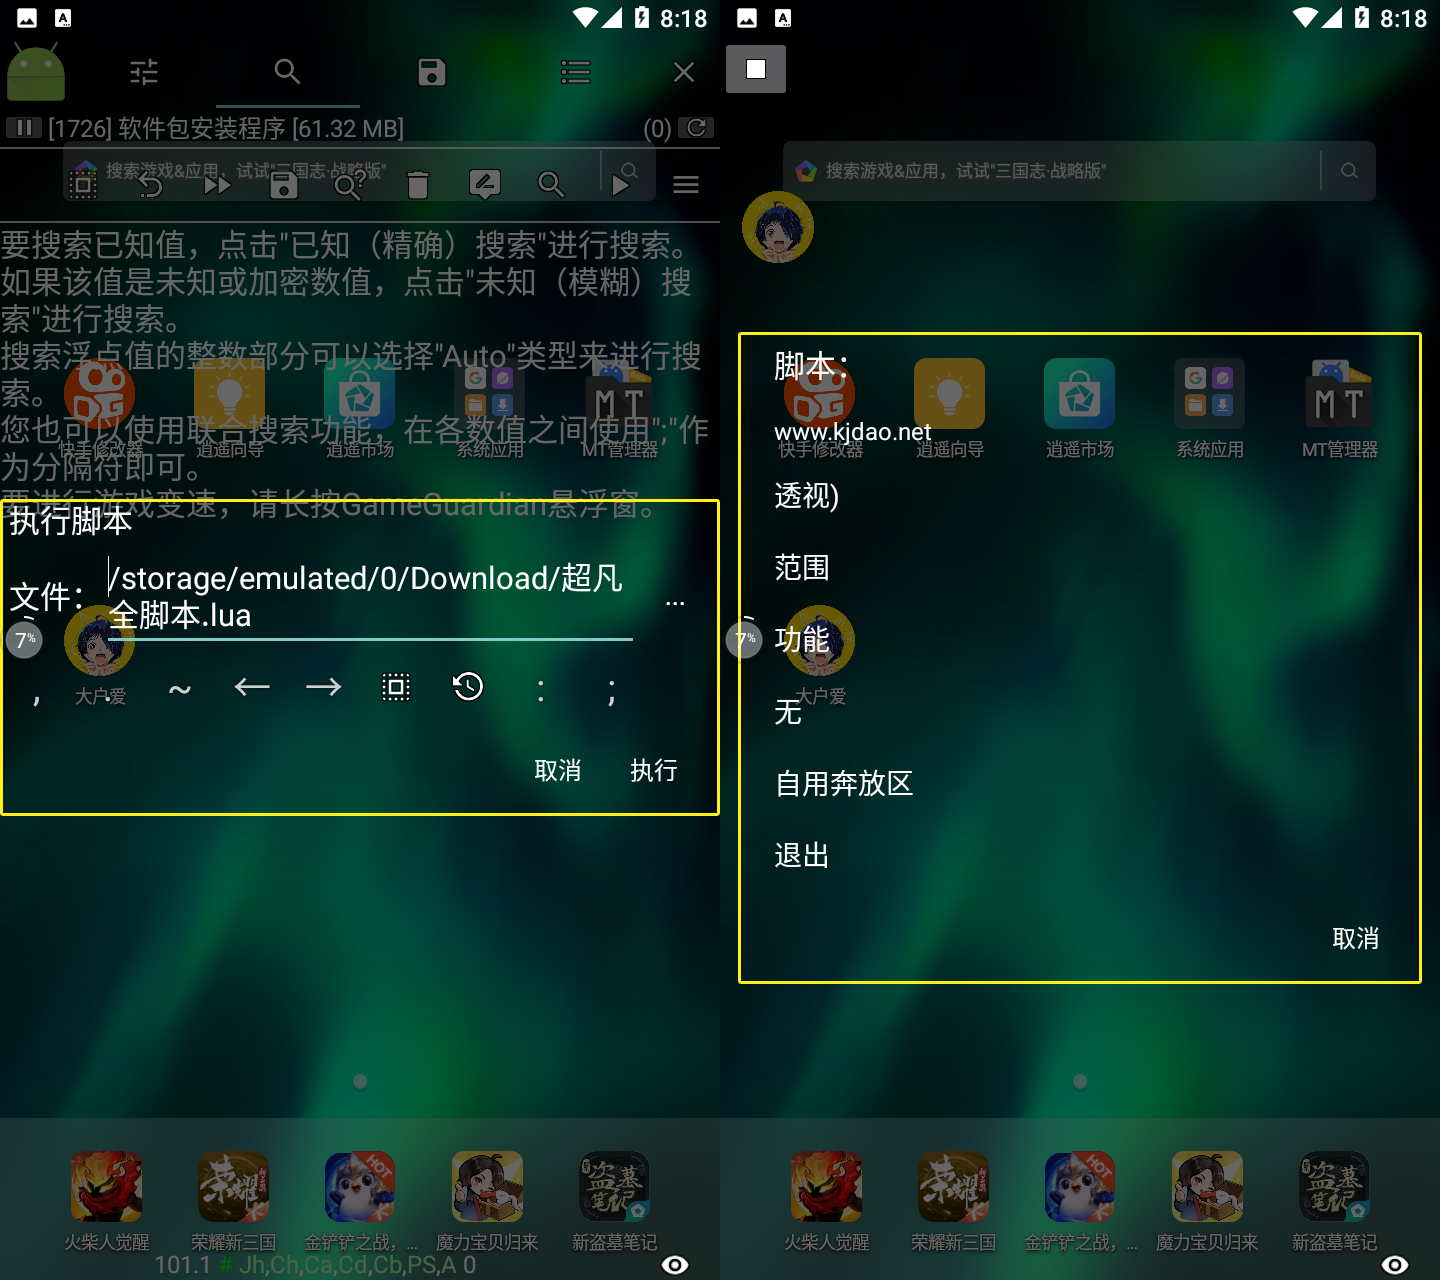 8:18
[1726] 软件包安装程序 [61.32 MB]
(0)
搜索游戏&应用，试试"三国志·战略版"
要搜索已知值，点击"已知（精确）搜索"进行搜索。
如果该值是未知或加密数值，点击"未知（模糊）搜
索"进行搜索。
搜索浮点值的整数部分可以选择"Auto"类型来进行搜
索。
您也可以使用联合搜索功能，在各数值之间使用";"作
为分隔符即可。
要进行游戏变速，请长按GameGuardian悬浮窗。
快手修改器
逍遥向导
逍遥市场
系统应用
MT管理器
执行脚本
文件：
/storage/emulated/0/Download/超凡
全脚本.lua
...
7%
大户爱
, . ~ ← → : ;
取消
执行
火柴人觉醒
荣耀新三国
金铲铲之战，...
魔力宝贝归来
新盗墓笔记
101.1 # Jh,Ch,Ca,Cd,Cb,PS,A 0
8:18
搜索游戏&应用，试试"三国志·战略版"
脚本：
www.kjdao.net
快手修改器
逍遥向导
逍遥市场
系统应用
MT管理器
透视)
范围
7%
功能
大户爱
无
自用奔放区
退出
取消
火柴人觉醒
荣耀新三国
金铲铲之战，...
魔力宝贝归来
新盗墓笔记